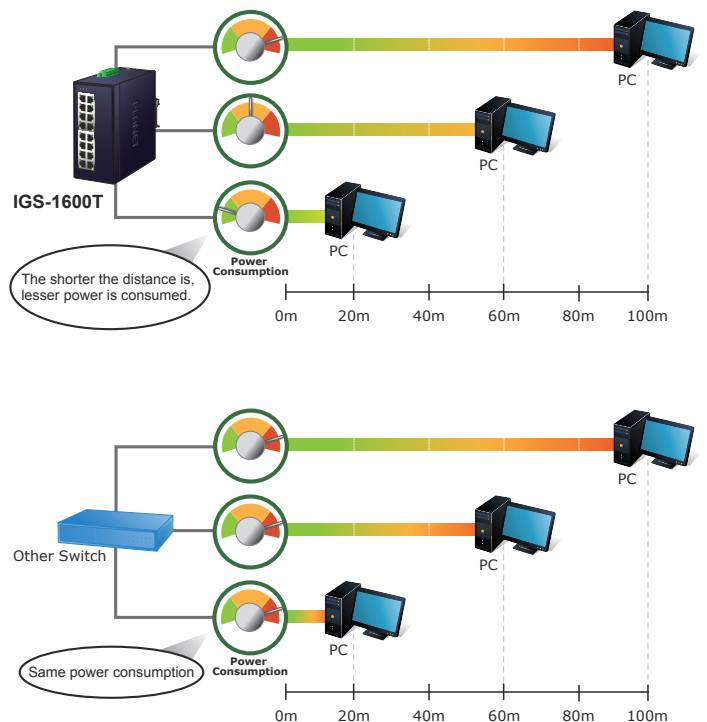 PLANET
PC
PC
IGS-1600T
PC
Power
Consumption
The shorter the distance is,
lesser power is consumed.
0m 20m 40m 60m 80m 100m
PC
Other Switch
PC
PC
Power
Consumption
Same power consumption
0m 20m 40m 60m 80m 100m